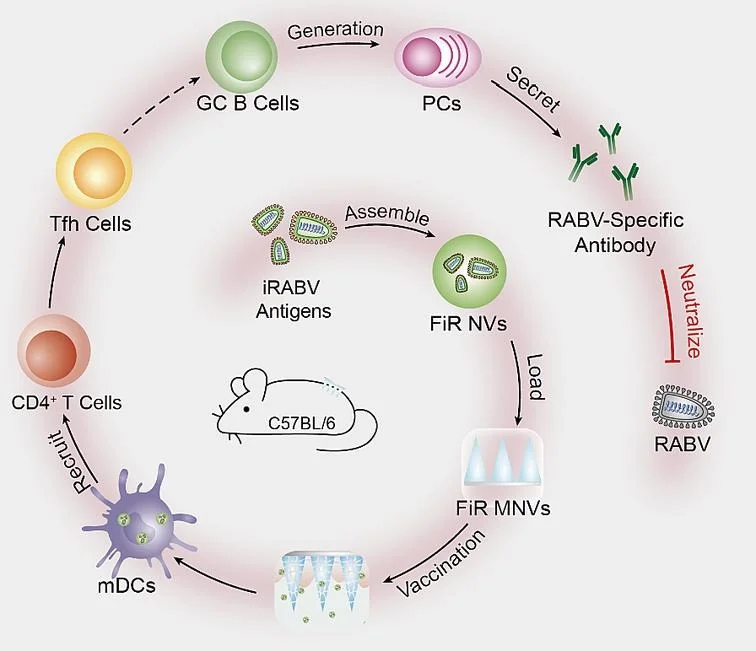 Generation
GC B Cells
PCs
Secret
Tfh Cells
RABV-Specific
Antibody
Assemble
iRABV
Antigens
FiR NVs
Neutralize
Load
RABV
CD4⁺ T Cells
C57BL/6
Recruit
FiR MNVs
Vaccination
mDCs